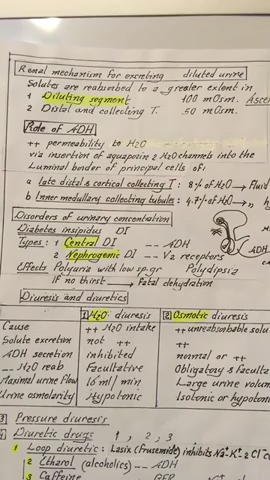 Renal mechanism for excreting diluted urine
Solutes are reabsorbed to a greater extent in
1 Diluting segment 100 mOsm.
2 Distal and collecting T. 50 mOsm.
Role of ADH
++ permeability to H2O
via insertion of aquaporin 2 H2O channels into the
Luminal border of principal cells of:
a late distal & cortical collecting T: 8% of H2O → Fluid
b Inner medullary collecting tubules: 4.7% of H2O → "
Disorders of urinary concentration
Diabetes insipidus DI
Types: 1 Central DI -- ADH
2 Nephrogenic DI -- V2 receptors
ADH
Effects Polyuria with low sp.gr Polydipsia
If no thirst → Fatal dehydration
Diuresis and diuretics
1 H2O diuresis 2 Osmotic diuresis
Cause ++ H2O intake ++ unreabsorbable solu
Solute excretion not ++ ++
ADH secretion inhibited normal or ++
-- H2O reab Facultative Obligatory & faculta
Maximal urine Flow 16 ml/min Large urine volum
Urine osmolarity Hypotonic Isotonic or hypoton
3 Pressure diuresis
4 Diuretic drugs 1, 2, 3
1 Loop diuretic: Lasix (Frusemide) inhibits Na+-K+-2 Cl-
2 Ethanol (alcoholics) -- ADH
3 Caffeine